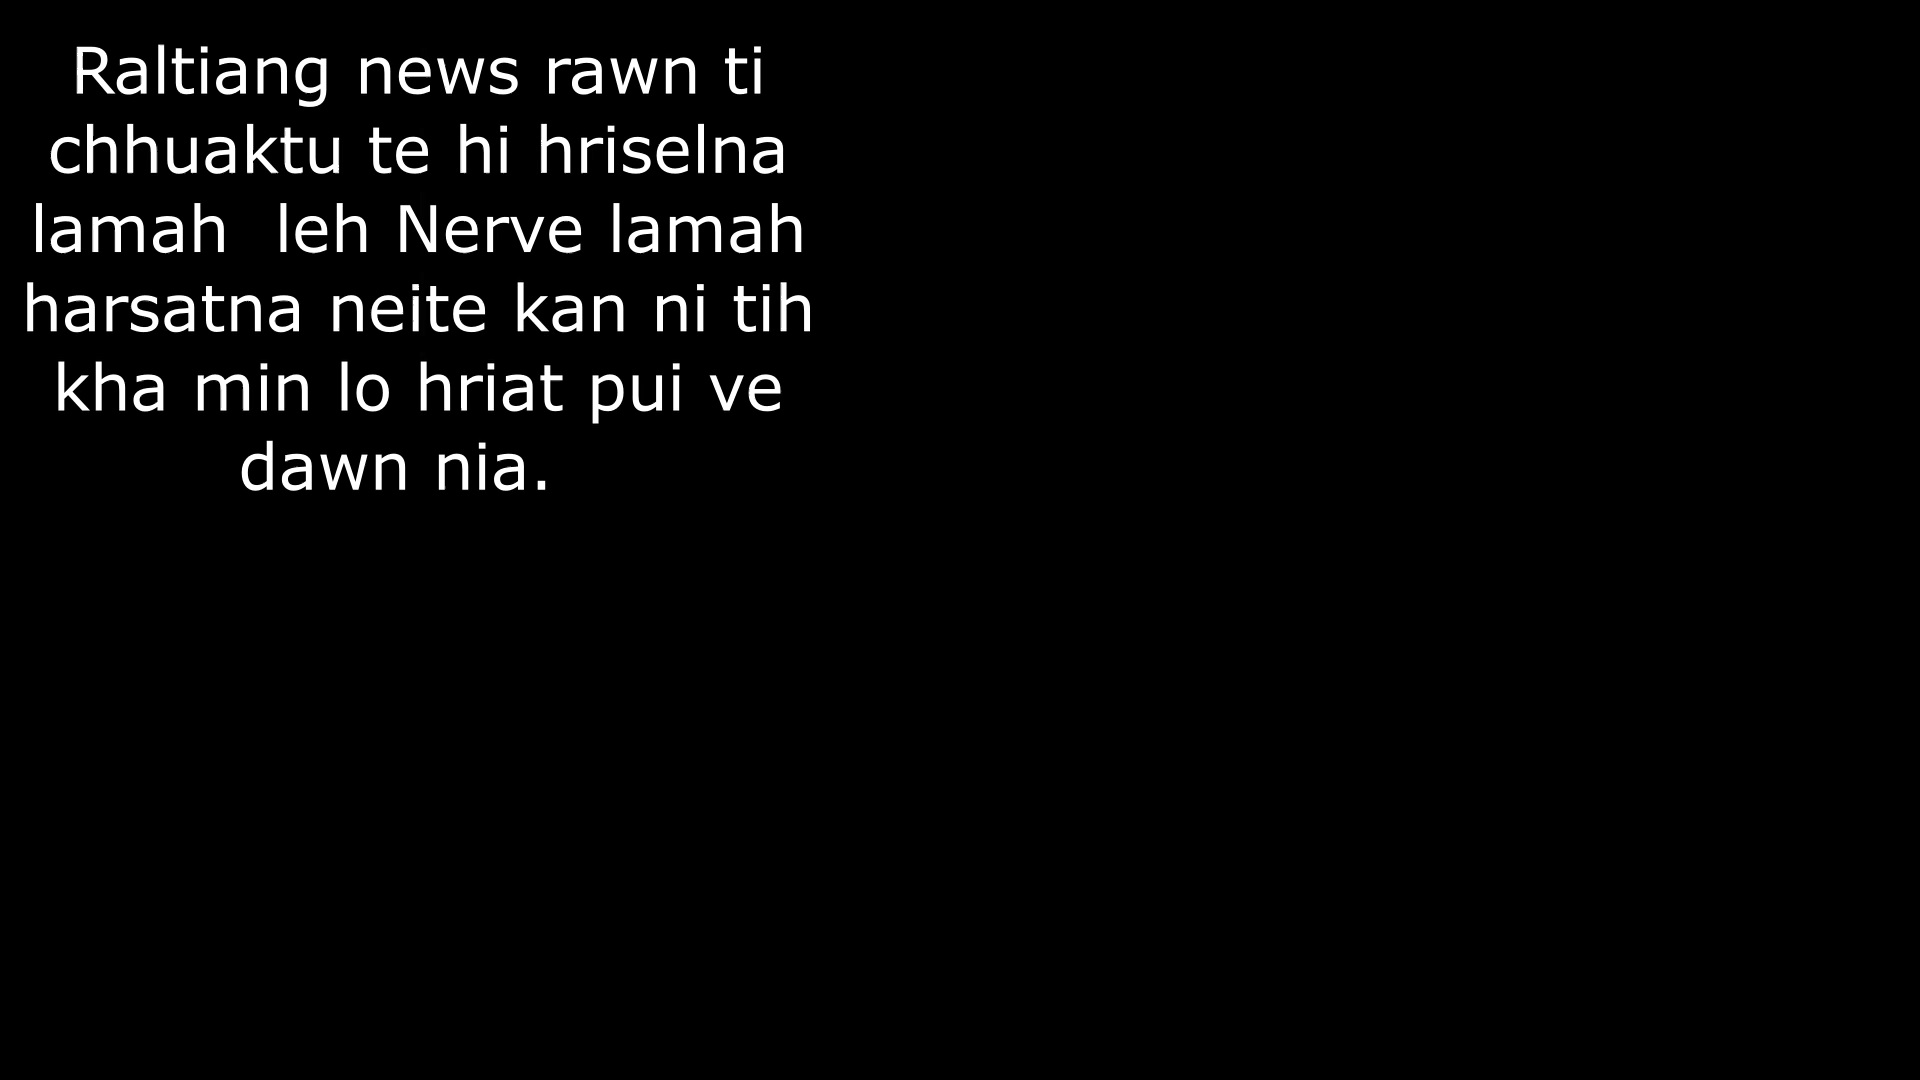 Raltiang news rawn ti
chhuaktu te hi hriselna
lamah  leh Nerve lamah
harsatna neite kan ni tih
kha min lo hriat pui ve
dawn nia.